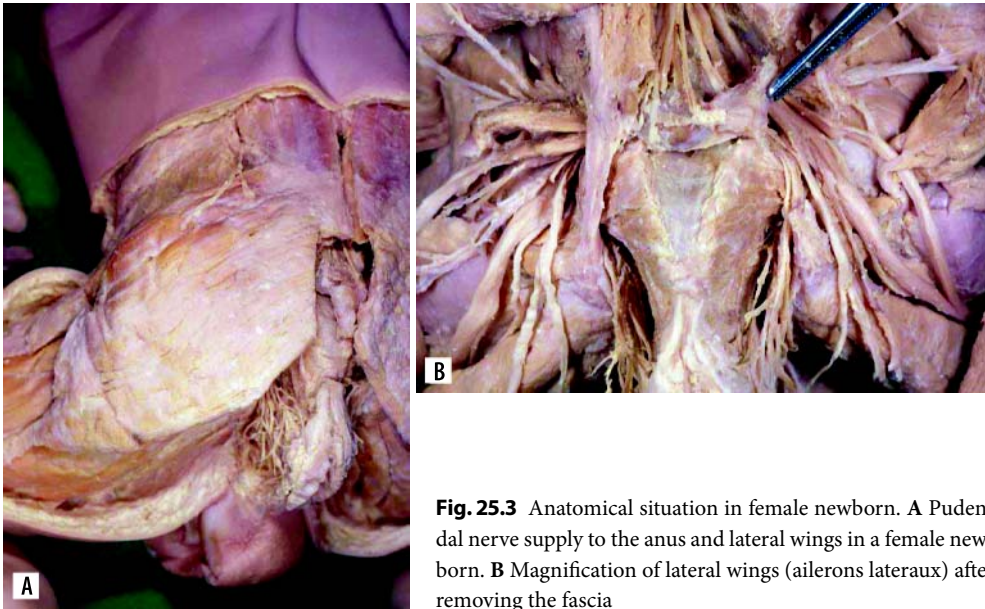 A
B
Fig. 25.3 Anatomical situation in female newborn. A Puden-
dal nerve supply to the anus and lateral wings in a female new-
born. B Magnification of lateral wings (ailerons lateraux) afte
removing the fascia